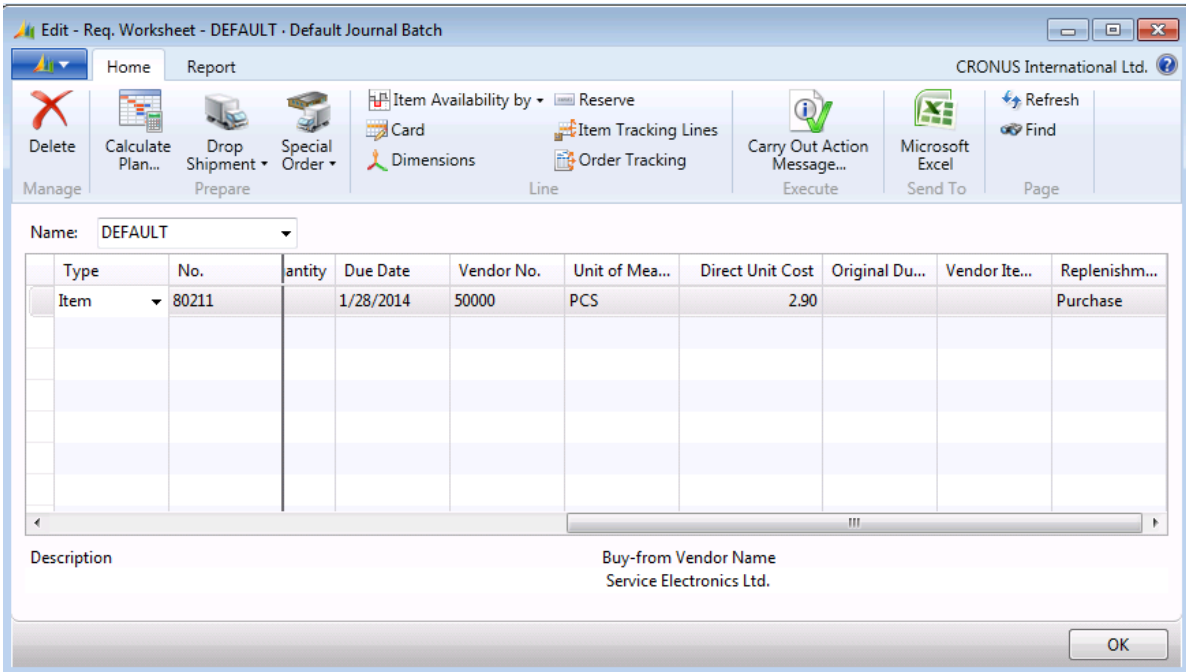 Edit - Req. Worksheet - DEFAULT · Default Journal Batch
Home Report CRONUS International Ltd.
Delete
Calculate Plan...
Drop Shipment
Special Order
Item Availability by
Card
Dimensions
Reserve
Item Tracking Lines
Order Tracking
Carry Out Action Message...
Microsoft Excel
Refresh
Find
Manage Prepare Line Execute Send To Page
Name: DEFAULT
Type No. antity Due Date Vendor No. Unit of Mea... Direct Unit Cost Original Du... Vendor Ite... Replenishm...
Item 80211 1/28/2014 50000 PCS 2.90 Purchase
Description Buy-from Vendor Name
Service Electronics Ltd.
OK